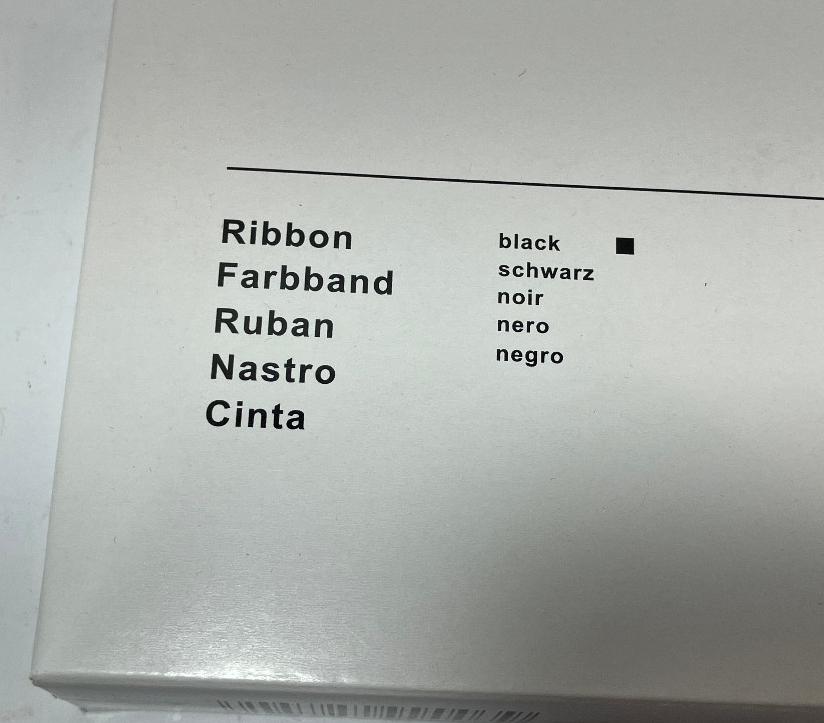 Ribbon
Farbband
Ruban
Nastro
Cinta
black
schwarz
noir
nero
negro